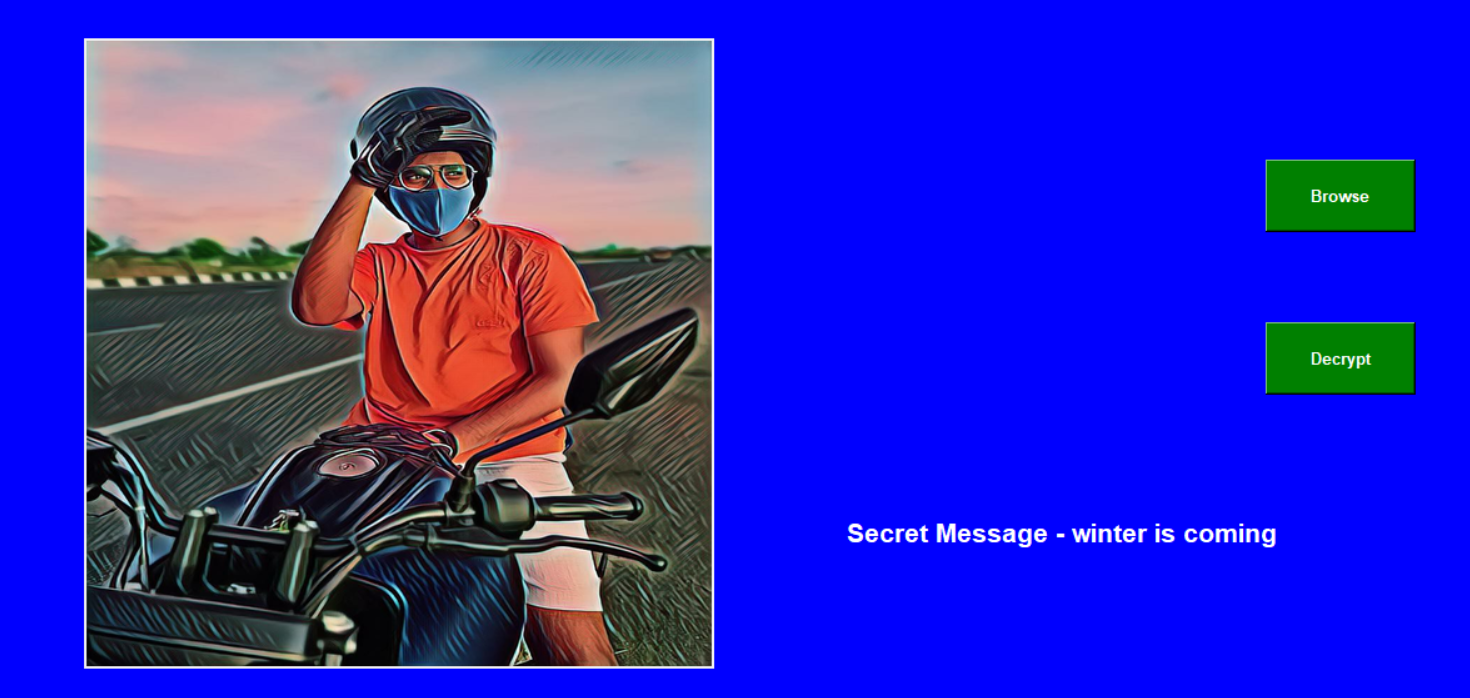 Browse
Decrypt
Secret Message - winter is coming